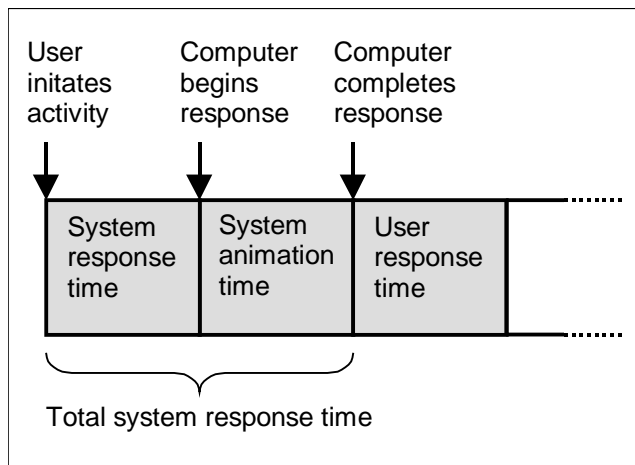 User
initates
activity
Computer
begins
response
Computer
completes
response
System
response
time
System
animation
time
User
response
time
Total system response time